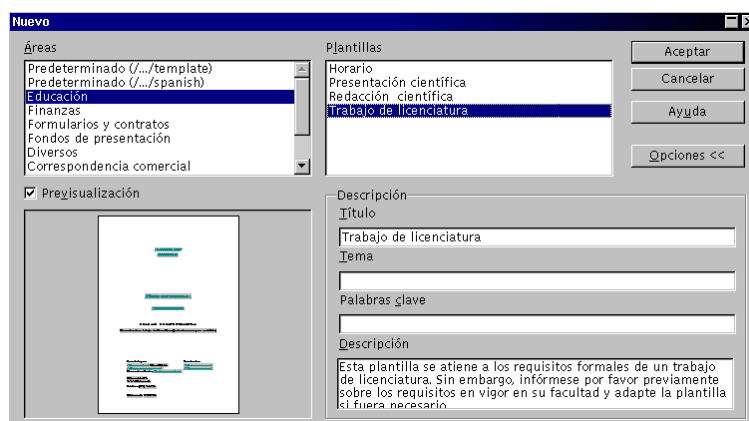 Nuevo
Áreas
Predeterminado (/.../template)
Predeterminado (/.../spanish)
Educación
Finanzas
Formularios y contratos
Fondos de presentación
Diversos
Correspondencia comercial
Plantillas
Horario
Presentación científica
Redacción científica
Trabajo de licenciatura
Aceptar
Cancelar
Ayuda
Opciones <<
Previsualización
Descripción
Título
Trabajo de licenciatura
Tema
Palabras clave
Descripción
Esta plantilla se atiene a los requisitos formales de un trabajo
de licenciatura. Sin embargo, infórmese por favor previamente
sobre los requisitos en vigor en su facultad y adapte la plantilla
si fuera necesario